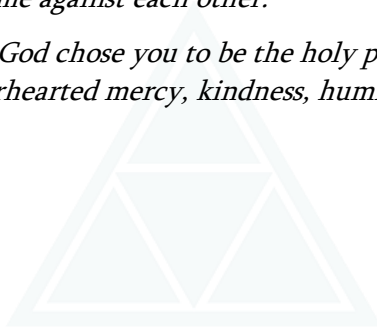 against each other.
God chose you to be the holy
mercy, kindness,